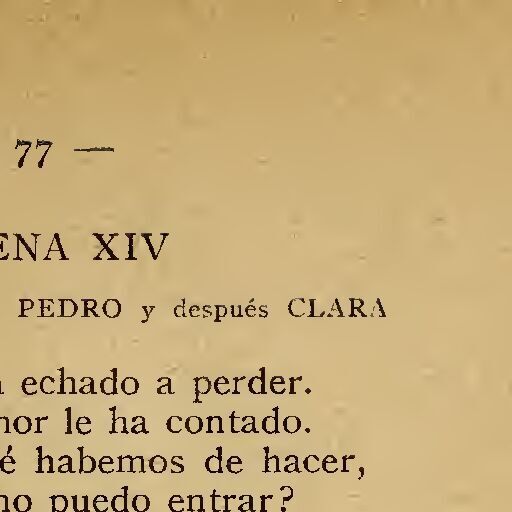 77 —
ENA XIV
PEDRO y después CLARA
echado a perder.
nor le ha contado.
é habemos de hacer,
no puedo entrar?